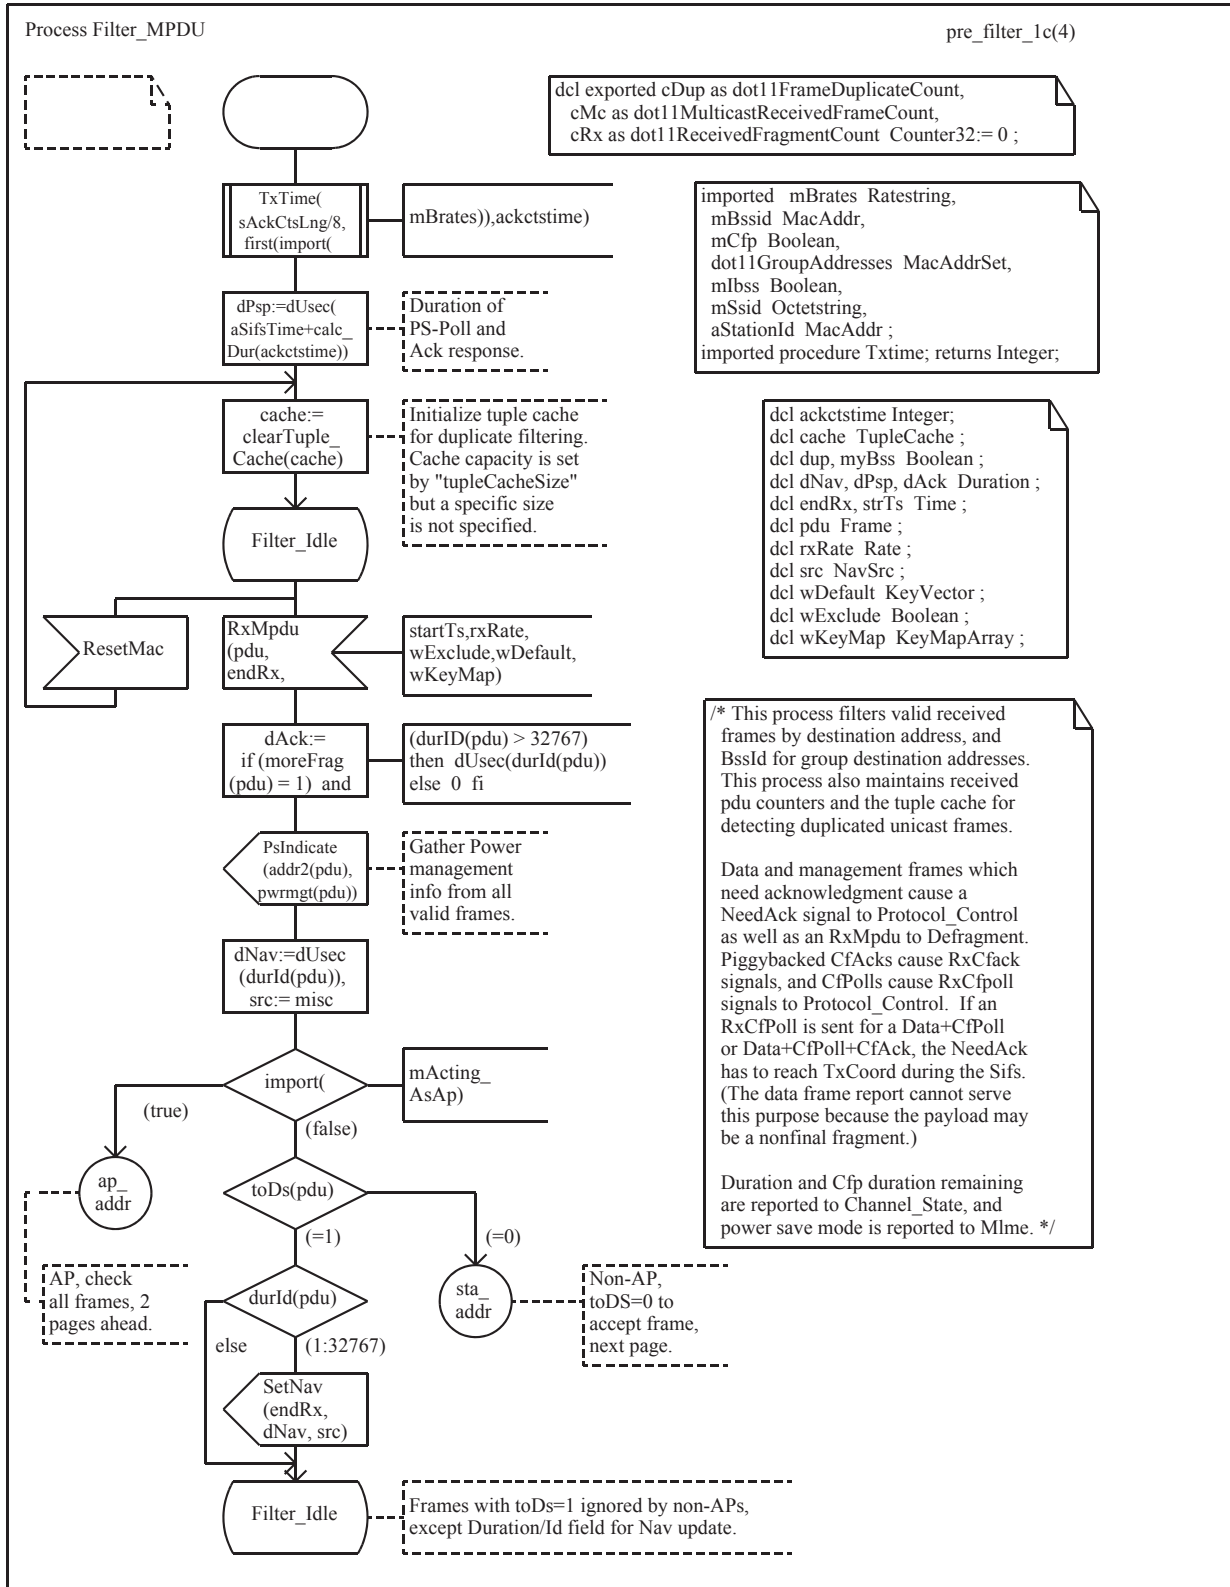 Process Filter_MPDU
pre_filter_1c(4)
dcl exported cDup as dot11FrameDuplicateCount,
cMc as dot11MulticastReceivedFrameCount,
cRx as dot11ReceivedFragmentCount Counter32:= 0 ;
TxTime(
sAckCtsLng/8,
first(import(
mBrates)),ackctstime)
imported mBrates Ratestring,
mBssid MacAddr,
mCfp Boolean,
dot11GroupAddresses MacAddrSet,
mIbss Boolean,
mSsid Octetstring,
aStationId MacAddr ;
imported procedure Txtime; returns Integer;
dPsp:=dUsec(
aSifsTime+calc_
Dur(ackctstime))
Duration of
PS-Poll and
Ack response.
cache:=
clearTuple_
Cache(cache)
Initialize tuple cache
for duplicate filtering.
Cache capacity is set
by "tupleCacheSize"
but a specific size
is not specified.
dcl ackctstime Integer;
dcl cache TupleCache ;
dcl dup, myBss Boolean ;
dcl dNav, dPsp, dAck Duration ;
dcl endRx, strTs Time ;
dcl pdu Frame ;
dcl rxRate Rate ;
dcl src NavSrc ;
dcl wDefault KeyVector ;
dcl wExclude Boolean ;
dcl wKeyMap KeyMapArray ;
Filter_Idle
ResetMac
RxMpdu
(pdu,
endRx,
startTs,rxRate,
wExclude,wDefault,
wKeyMap)
dAck:=
if (moreFrag
(pdu) = 1) and
(durID(pdu) > 32767)
then dUsec(durId(pdu))
else 0 fi
/* This process filters valid received
frames by destination address, and
BssId for group destination addresses.
This process also maintains received
pdu counters and the tuple cache for
detecting duplicated unicast frames.
Data and management frames which
need acknowledgment cause a
NeedAck signal to Protocol_Control
as well as an RxMpdu to Defragment.
Piggybacked CfAcks cause RxCfack
signals, and CfPolls cause RxCfpoll
signals to Protocol_Control. If an
RxCfPoll is sent for a Data+CfPoll
or Data+CfPoll+CfAck, the NeedAck
has to reach TxCoord during the Sifs.
(The data frame report cannot serve
this purpose because the payload may
be a nonfinal fragment.)
Duration and Cfp duration remaining
are reported to Channel_State, and
power save mode is reported to Mlme. */
PsIndicate
(addr2(pdu),
pwrmgt(pdu))
Gather Power
management
info from all
valid frames.
dNav:=dUsec
(durId(pdu)),
src:= misc
import(
mActing_
AsAp)
(true)
(false)
ap_
addr
toDs(pdu)
(=1)
(=0)
AP, check
all frames, 2
pages ahead.
durId(pdu)
sta_
addr
Non-AP,
toDS=0 to
accept frame,
next page.
else
(1:32767)
SetNav
(endRx,
dNav, src)
Filter_Idle
Frames with toDs=1 ignored by non-APs,
except Duration/Id field for Nav update.